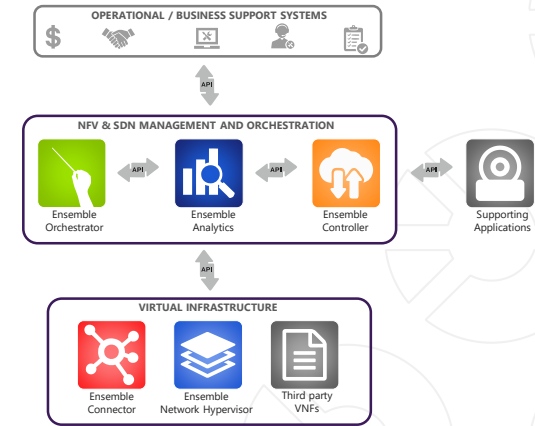 OPERATIONAL / BUSINESS SUPPORT SYSTEMS
$
API
NFV & SDN MANAGEMENT AND ORCHESTRATION
API
API
API
Ensemble
Orchestrator
Ensemble
Analytics
Ensemble
Controller
Supporting
Applications
API
VIRTUAL INFRASTRUCTURE
Ensemble
Connector
Ensemble
Network Hypervisor
Third party
VNFs